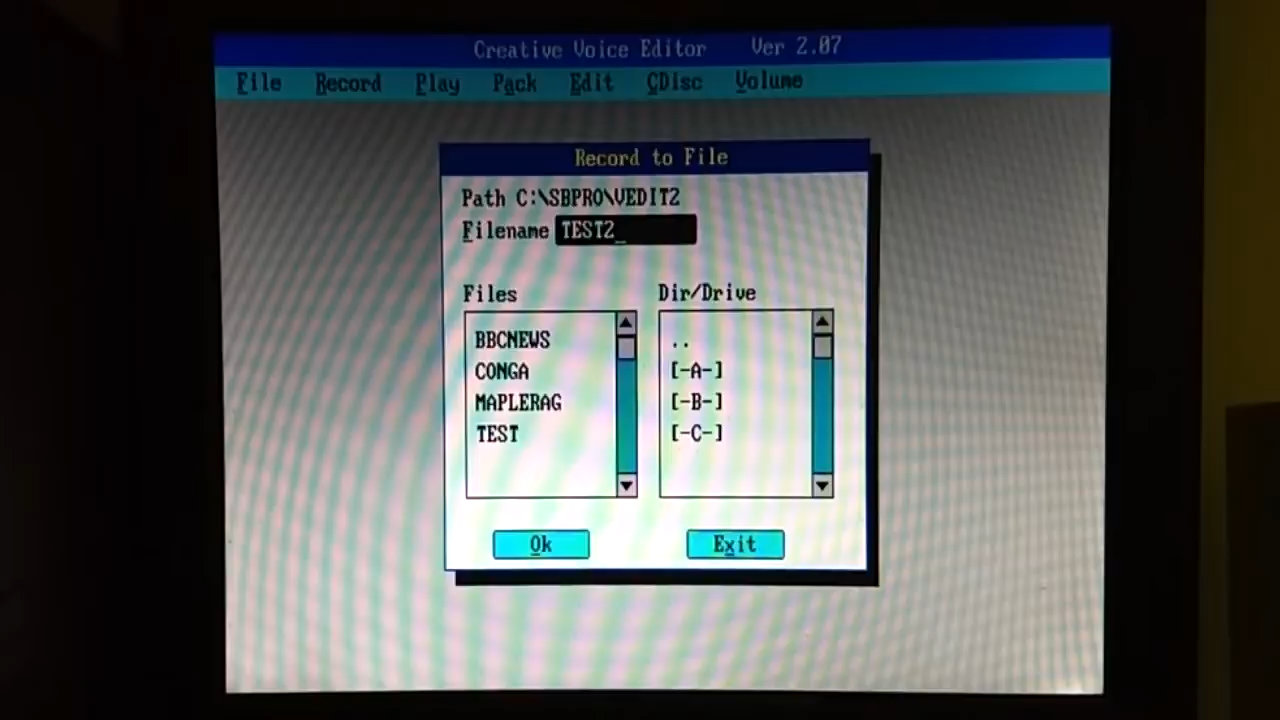 Creative Voice Editor Ver 2.07
File Record Play Pack Edit CDisc Volume
Record to File
Path C:\SBPRO\VEDIT2
Filename TEST2_
Files Dir/Drive
BBCNEWS ..
CONGA [-A-]
MAPLERAG [-B-]
TEST [-C-]
Ok Exit